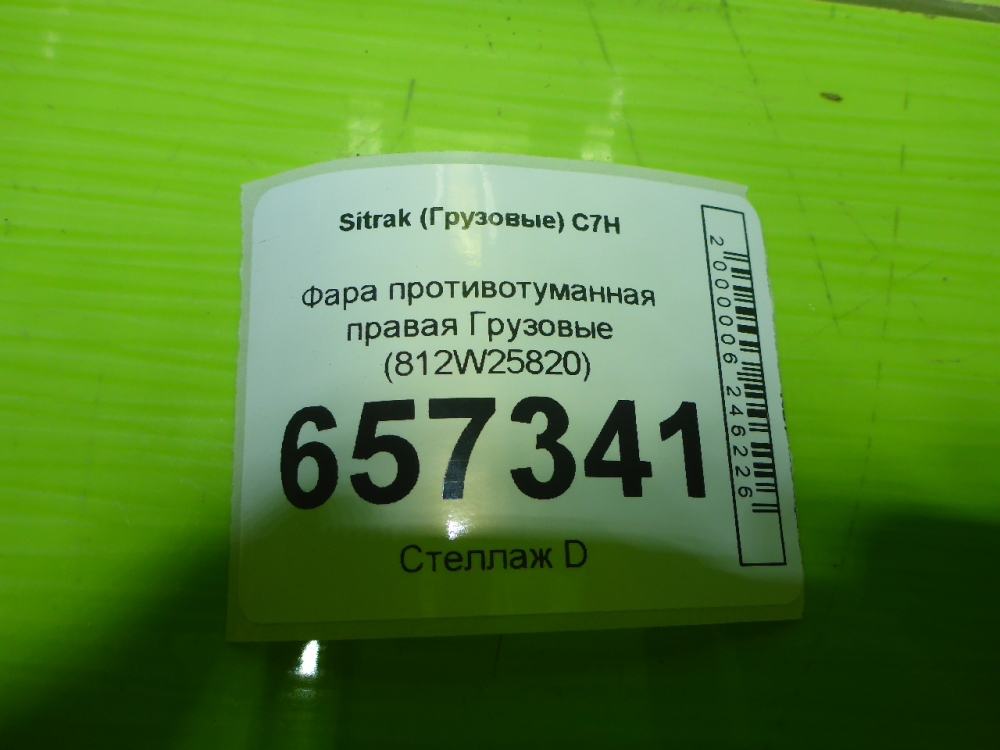 Sitrak (Грузовые) C7H
Фара противотуманная
правая Грузовые
(812W25820)
657341
Стеллаж D
2000006246226